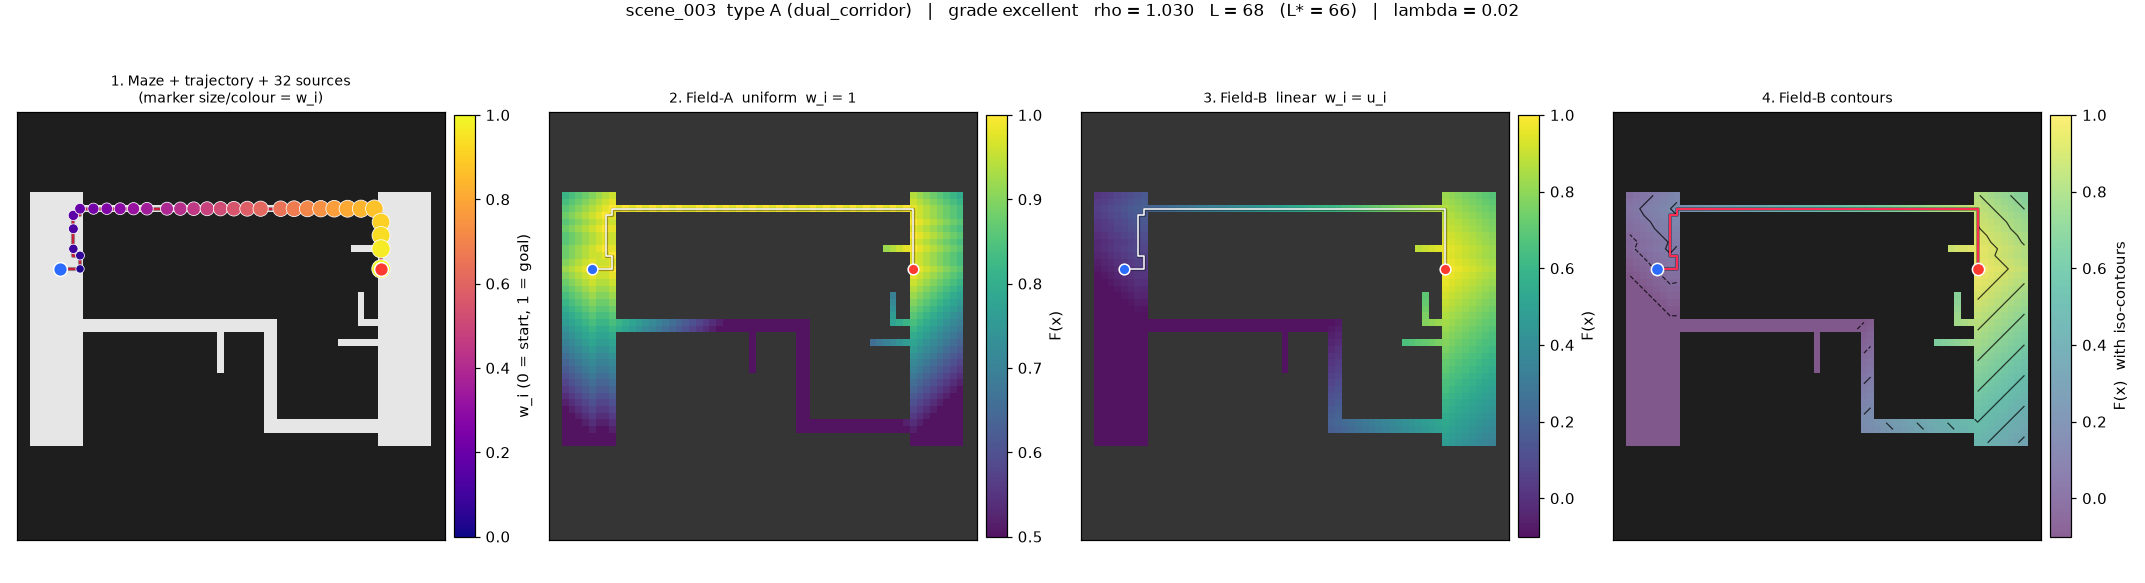 scene_003 type A (dual_corridor) | grade excellent rho = 1.030 L = 68 (L* = 66) | lambda = 0.02
1. Maze + trajectory + 32 sources
(marker size/colour = w_i)
1.0
0.8
0.6
0.4
0.2
0.0
w_i (0 = start, 1 = goal)
2. Field-A uniform w_i = 1
1.0
0.9
0.8
0.7
0.6
0.5
F(x)
3. Field-B linear w_i = u_i
1.0
0.8
0.6
0.4
0.2
0.0
F(x)
4. Field-B contours
1.0
0.8
0.6
0.4
0.2
0.0
F(x) with iso-contours